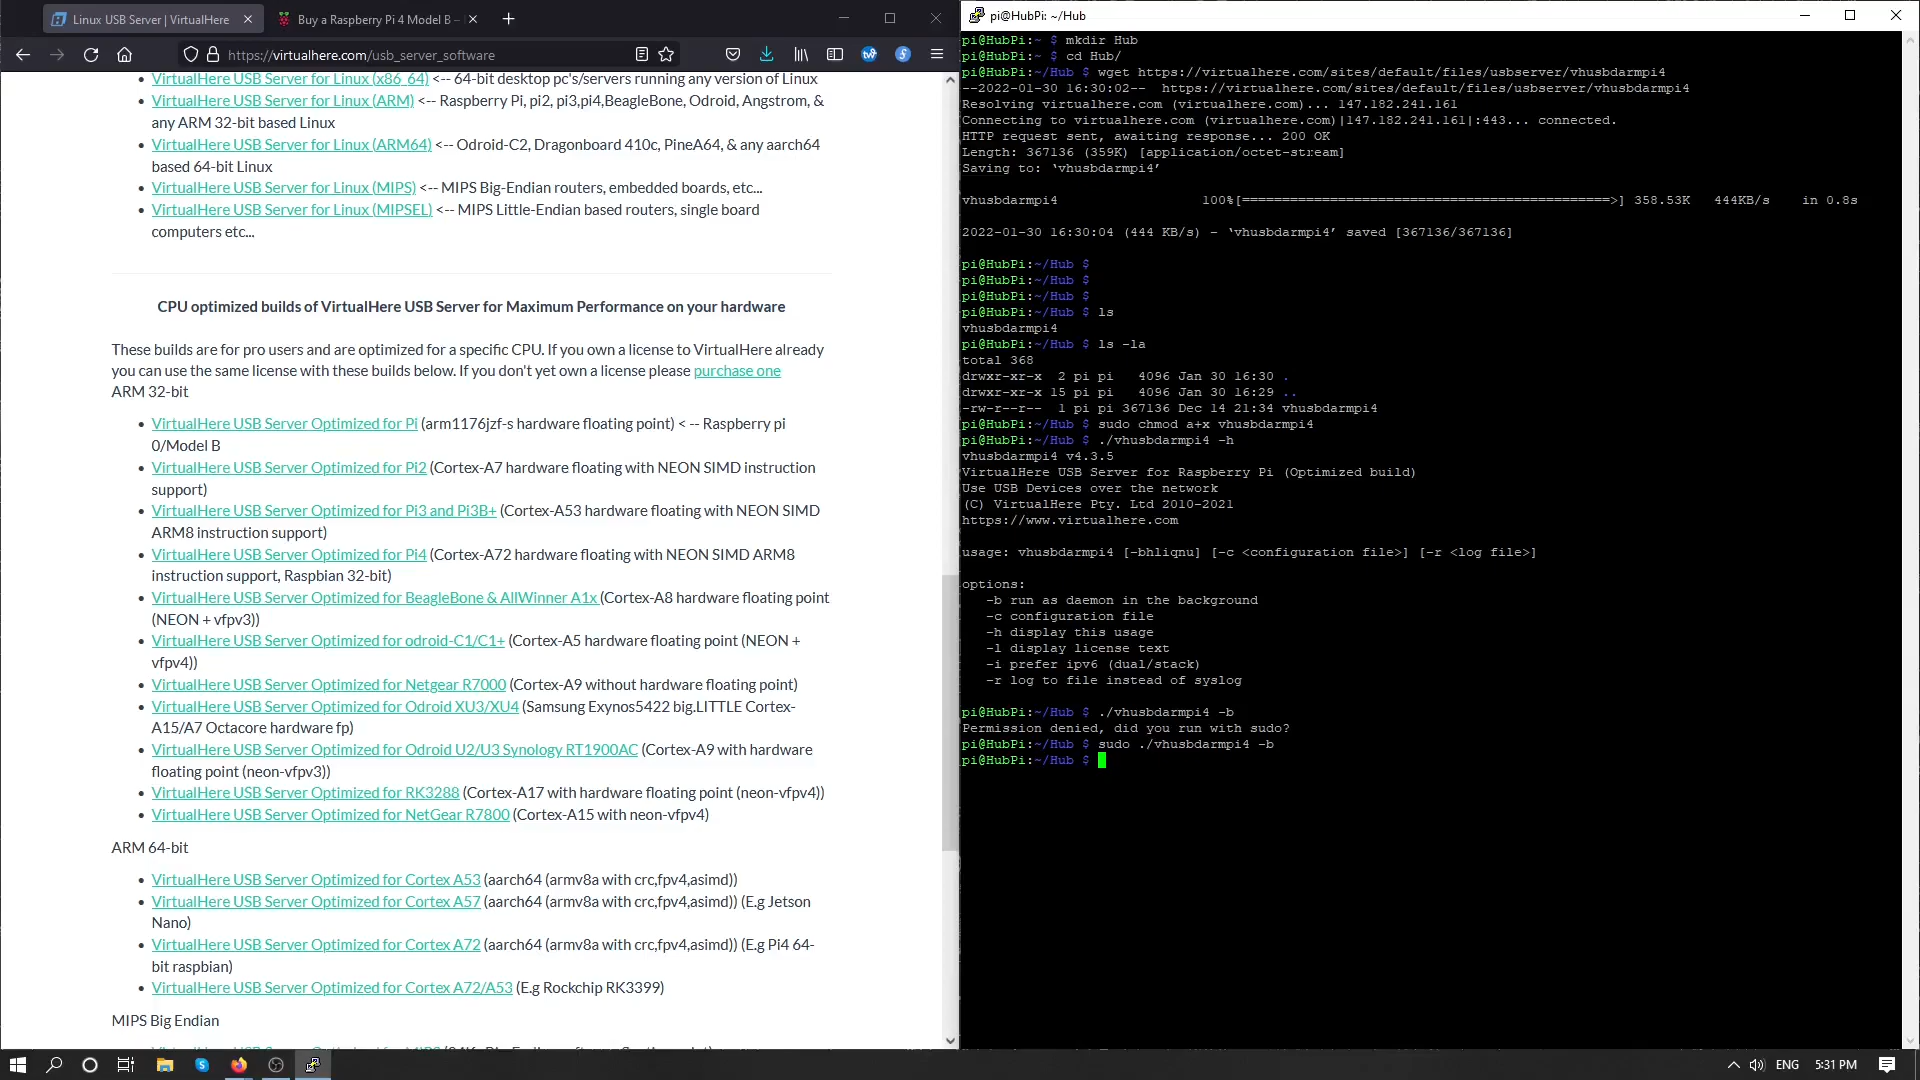 Linux USB Server | VirtualHere
Buy a Raspberry Pi 4 Model B –
https://virtualhere.com/usb_server_software
VirtualHere USB Server for Linux (x86_64) <-- 64-bit desktop pc's/servers running any version of Linux
VirtualHere USB Server for Linux (ARM) <-- Raspberry Pi, pi2, pi3,pi4,BeagleBone, Odroid, Angstrom, &
any ARM 32-bit based Linux
VirtualHere USB Server for Linux (ARM64) <-- Odroid-C2, Dragonboard 410c, PineA64, & any aarch64
based 64-bit Linux
VirtualHere USB Server for Linux (MIPS) <-- MIPS Big-Endian routers, embedded boards, etc...
VirtualHere USB Server for Linux (MIPSEL) <-- MIPS Little-Endian based routers, single board
computers etc...
CPU optimized builds of VirtualHere USB Server for Maximum Performance on your hardware
These builds are for pro users and are optimized for a specific CPU. If you own a license to VirtualHere already
you can use the same license with these builds below. If you don't yet own a license please purchase one
ARM 32-bit
VirtualHere USB Server Optimized for Pi (arm1176jzf-s hardware floating point) < -- Raspberry pi
0/Model B
VirtualHere USB Server Optimized for Pi2 (Cortex-A7 hardware floating with NEON SIMD instruction
support)
VirtualHere USB Server Optimized for Pi3 and Pi3B+ (Cortex-A53 hardware floating with NEON SIMD
ARM8 instruction support)
VirtualHere USB Server Optimized for Pi4 (Cortex-A72 hardware floating with NEON SIMD ARM8
instruction support, Raspbian 32-bit)
VirtualHere USB Server Optimized for BeagleBone & AllWinner A1x (Cortex-A8 hardware floating point
(NEON + vfpv3))
VirtualHere USB Server Optimized for odroid-C1/C1+ (Cortex-A5 hardware floating point (NEON +
vfpv4))
VirtualHere USB Server Optimized for Netgear R7000 (Cortex-A9 without hardware floating point)
VirtualHere USB Server Optimized for Odroid XU3/XU4 (Samsung Exynos5422 big.LITTLE Cortex-
A15/A7 Octacore hardware fp)
VirtualHere USB Server Optimized for Odroid U2/U3 Synology RT1900AC (Cortex-A9 with hardware
floating point (neon-vfpv3))
VirtualHere USB Server Optimized for RK3288 (Cortex-A17 with hardware floating point (neon-vfpv4))
VirtualHere USB Server Optimized for NetGear R7800 (Cortex-A15 with neon-vfpv4)
ARM 64-bit
VirtualHere USB Server Optimized for Cortex A53 (aarch64 (armv8a with crc,fpv4,asimd))
VirtualHere USB Server Optimized for Cortex A57 (aarch64 (armv8a with crc,fpv4,asimd)) (E.g Jetson
Nano)
VirtualHere USB Server Optimized for Cortex A72 (aarch64 (armv8a with crc,fpv4,asimd)) (E.g Pi4 64-
bit raspbian)
VirtualHere USB Server Optimized for Cortex A72/A53 (E.g Rockchip RK3399)
MIPS Big Endian
pi@HubPi: ~/Hub
pi@HubPi:~ $ mkdir Hub
pi@HubPi:~ $ cd Hub/
pi@HubPi:~/Hub $ wget https://virtualhere.com/sites/default/files/usbserver/vhusbdarmpi4
--2022-01-30 16:30:02--  https://virtualhere.com/sites/default/files/usbserver/vhusbdarmpi4
Resolving virtualhere.com (virtualhere.com)... 147.182.241.161
Connecting to virtualhere.com (virtualhere.com)|147.182.241.161|:443... connected.
HTTP request sent, awaiting response... 200 OK
Length: 367136 (359K) [application/octet-stream]
Saving to: ‘vhusbdarmpi4’
vhusbdarmpi4 100%[==============================================>] 358.53K 444KB/s in 0.8s
2022-01-30 16:30:04 (444 KB/s) - ‘vhusbdarmpi4’ saved [367136/367136]
pi@HubPi:~/Hub $
pi@HubPi:~/Hub $
pi@HubPi:~/Hub $
pi@HubPi:~/Hub $ ls
vhusbdarmpi4
pi@HubPi:~/Hub $ ls -la
total 368
drwxr-xr-x  2 pi pi   4096 Jan 30 16:30 .
drwxr-xr-x 15 pi pi   4096 Jan 30 16:29 ..
-rw-r--r--  1 pi pi 367136 Dec 14 21:34 vhusbdarmpi4
pi@HubPi:~/Hub $ sudo chmod a+x vhusbdarmpi4
pi@HubPi:~/Hub $ ./vhusbdarmpi4 -h
vhusbdarmpi4 v4.3.5
VirtualHere USB Server for Raspberry Pi (Optimized build)
Use USB Devices over the network
(C) VirtualHere Pty. Ltd 2010-2021
https://www.virtualhere.com
usage: vhusbdarmpi4 [-bhliqnu] [-c <configuration file>] [-r <log file>]
options:
-b run as daemon in the background
-c configuration file
-h display this usage
-l display license text
-i prefer ipv6 (dual/stack)
-r log to file instead of syslog
pi@HubPi:~/Hub $ ./vhusbdarmpi4 -b
Permission denied, did you run with sudo?
pi@HubPi:~/Hub $ sudo ./vhusbdarmpi4 -b
pi@HubPi:~/Hub $
ENG
5:31 PM